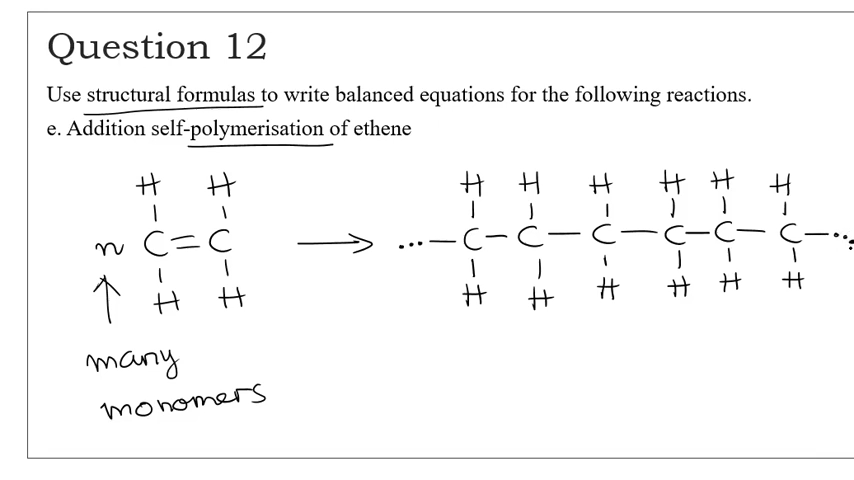 Question 12
Use structural formulas to write balanced equations for the following reactions.
e. Addition self-polymerisation of ethene
H H H H H H H H
n C=C → ...—C—C—C—C—C—C—...
H H H H H H H H
many
monomers